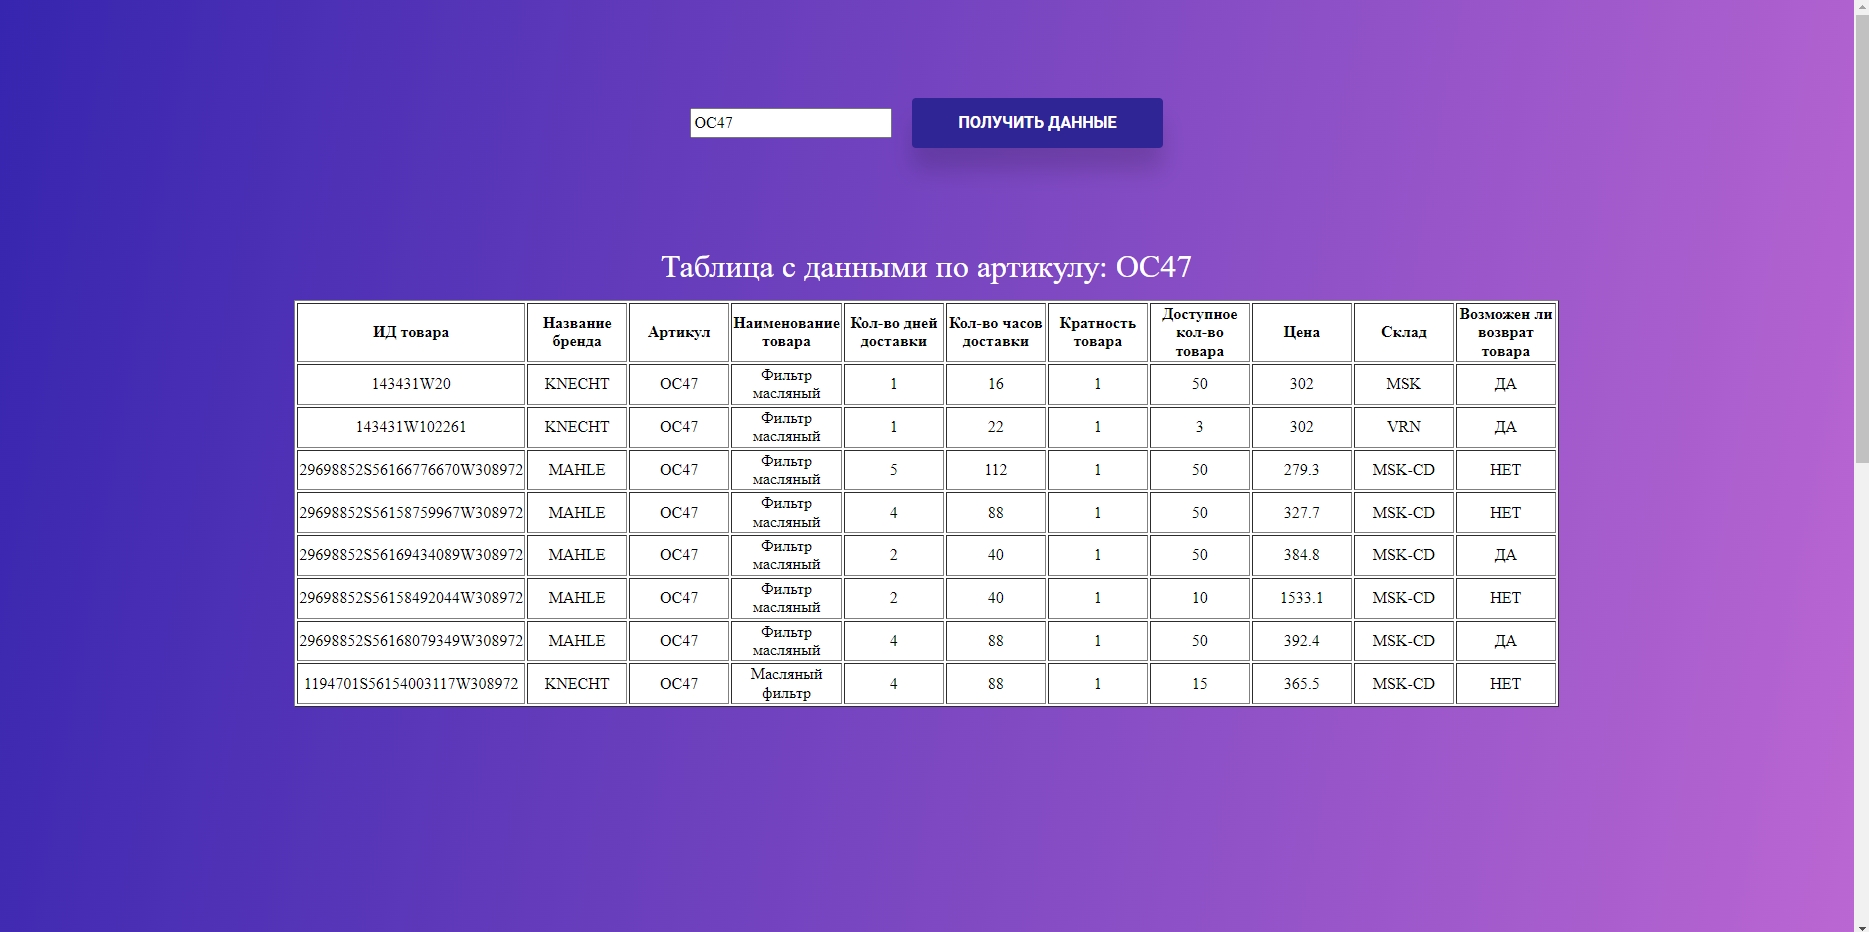 OC47
ПОЛУЧИТЬ ДАННЫЕ
Таблица с данными по артикулу: OC47
ИД товара Название бренда Артикул Наименование товара Кол-во дней доставки Кол-во часов доставки Кратность товара Доступное кол-во товара Цена Склад Возможен ли возврат товара
143431W20 KNECHT OC47 Фильтр масляный 1 16 1 50 302 MSK ДА
143431W102261 KNECHT OC47 Фильтр масляный 1 22 1 3 302 VRN ДА
29698852S56166776670W308972 MAHLE OC47 Фильтр масляный 5 112 1 50 279.3 MSK-CD НЕТ
29698852S56158759967W308972 MAHLE OC47 Фильтр масляный 4 88 1 50 327.7 MSK-CD НЕТ
29698852S56169434089W308972 MAHLE OC47 Фильтр масляный 2 40 1 50 384.8 MSK-CD ДА
29698852S56158492044W308972 MAHLE OC47 Фильтр масляный 2 40 1 10 1533.1 MSK-CD НЕТ
29698852S56168079349W308972 MAHLE OC47 Фильтр масляный 4 88 1 50 392.4 MSK-CD ДА
1194701S56154003117W308972 KNECHT OC47 Масляный фильтр 4 88 1 15 365.5 MSK-CD НЕТ